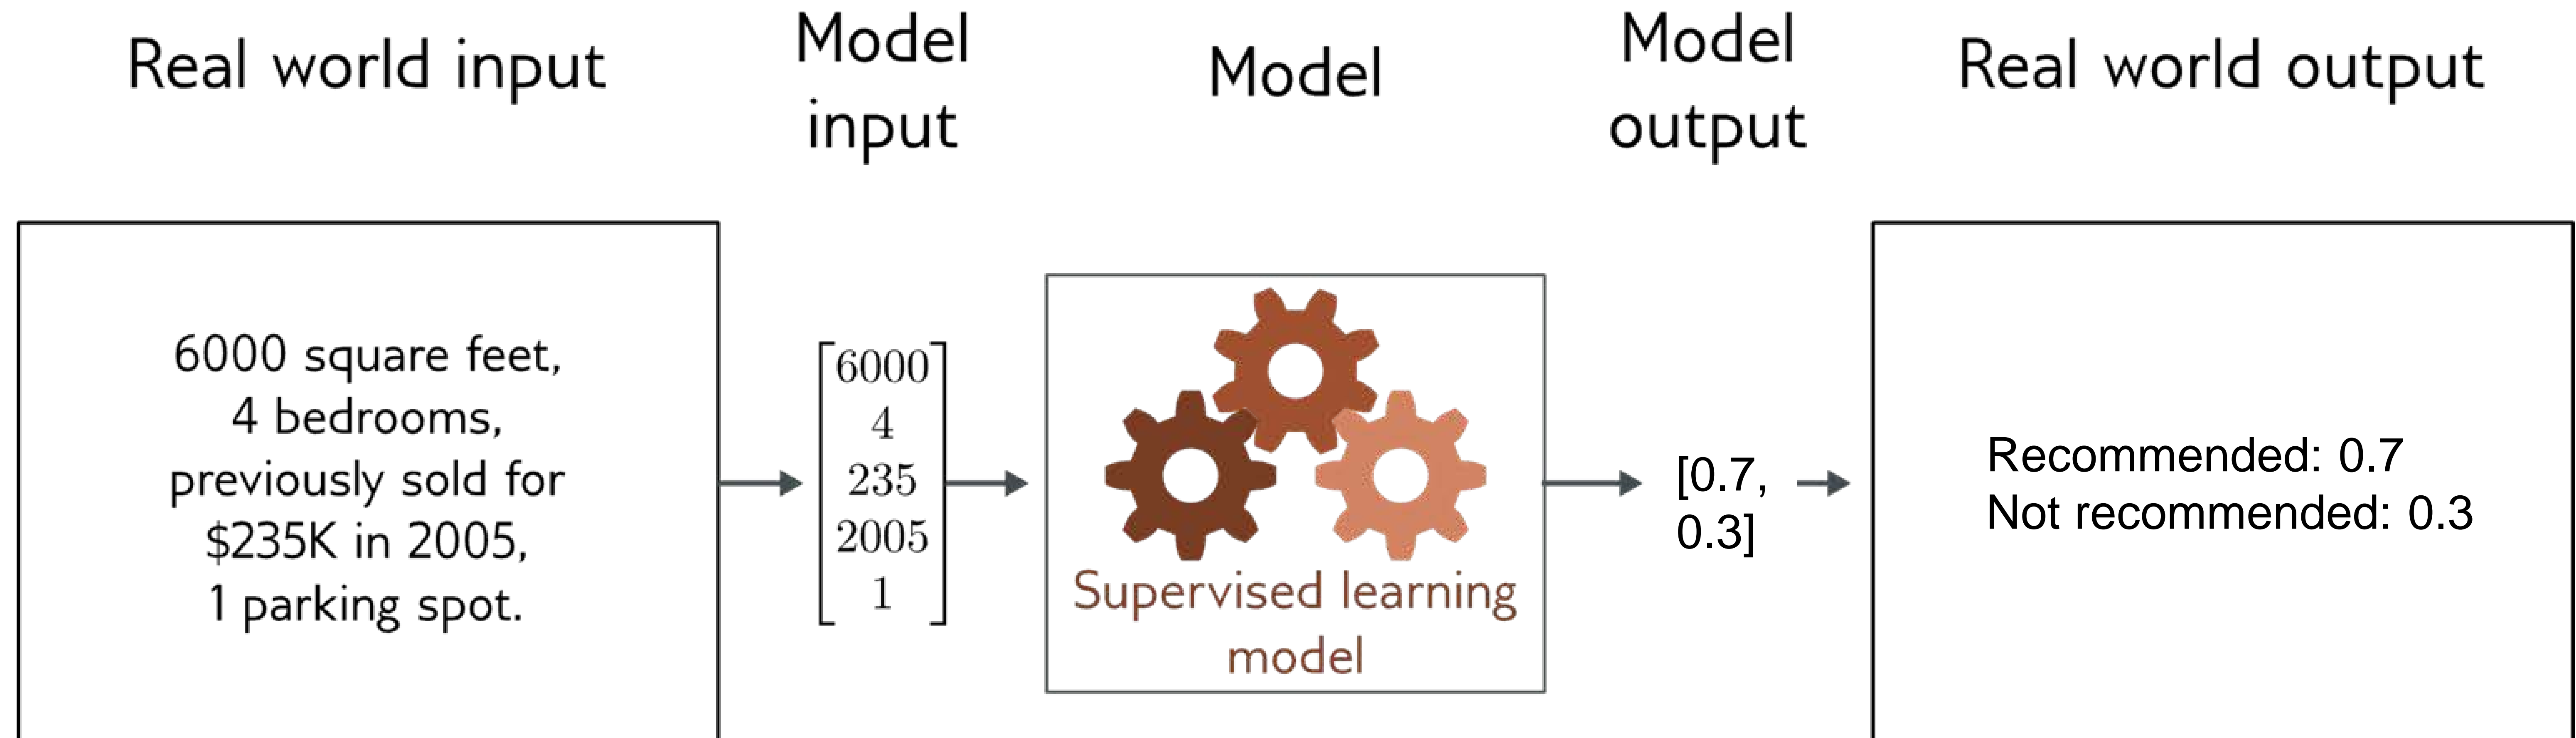 Real world input
Model
input
Model
Model
output
Real world output
6000 square feet,
4 bedrooms,
previously sold for
$235K in 2005,
1 parking spot.
6000
4
235
2005
1
Supervised learning
model
[0.7,
0.3]
Recommended: 0.7
Not recommended: 0.3